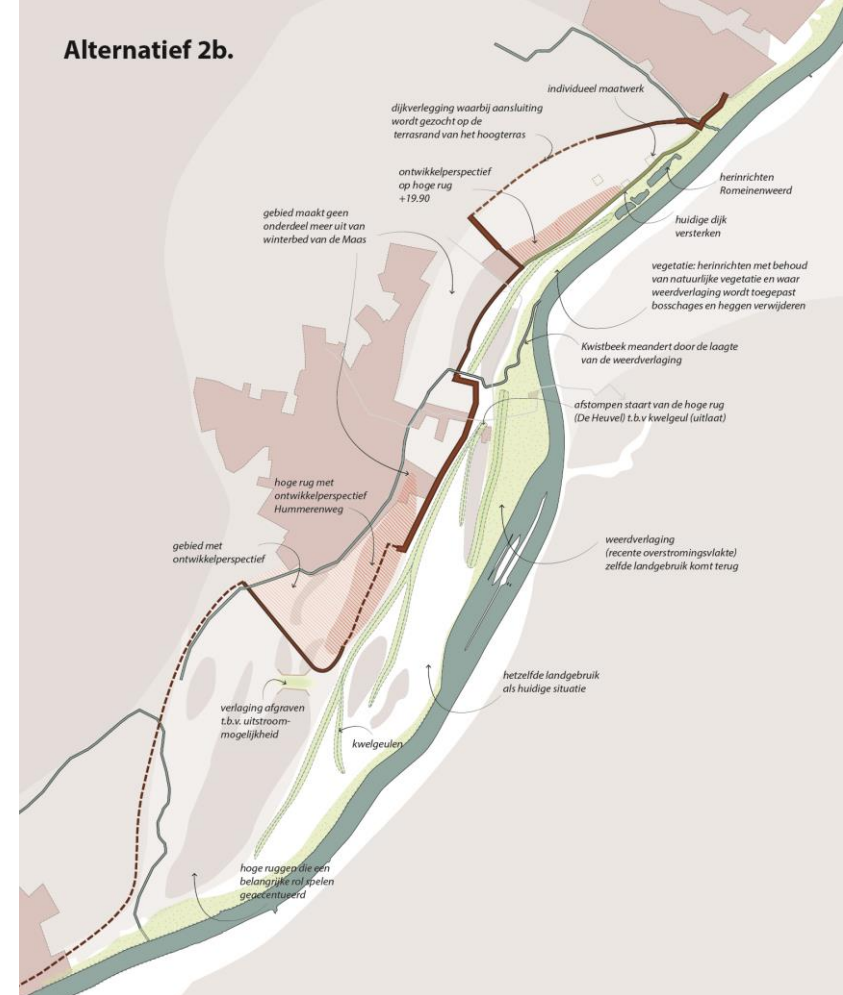 Alternatief 2b.
individueel maatwerk
dijkverlegging waarbij aansluiting
wordt gezocht op de
terrasrand van het hoogterras
ontwikkelperspectief
op hoge rug
+19.90
herinrichten
Romeinenweerd
gebied maakt geen
onderdeel meer uit van
winterbed van de Maas
huidige dijk
versterken
vegetatie: herinrichten met behoud
van natuurlijke vegetatie en waar
weerdverlaging wordt toegepast
bosschages en heggen verwijderen
Kwistbeek meandert door de laagte
van de weerdverlaging
afstompen staart van de hoge rug
(De Heuvel) t.b.v kwelgeul (uitlaat)
hoge rug met
ontwikkelperspectief
Hummerenweg
gebied met
ontwikkelperspectief
weerdverlaging
(recente overstromingsvlakte)
zelfde landgebruik komt terug
hetzelfde landgebruik
als huidige situatie
verlaging afgraven
t.b.v. uitstroom-
mogelijkheid
kwelgeulen
hoge ruggen die een
belangrijke rol spelen
geaccentueerd